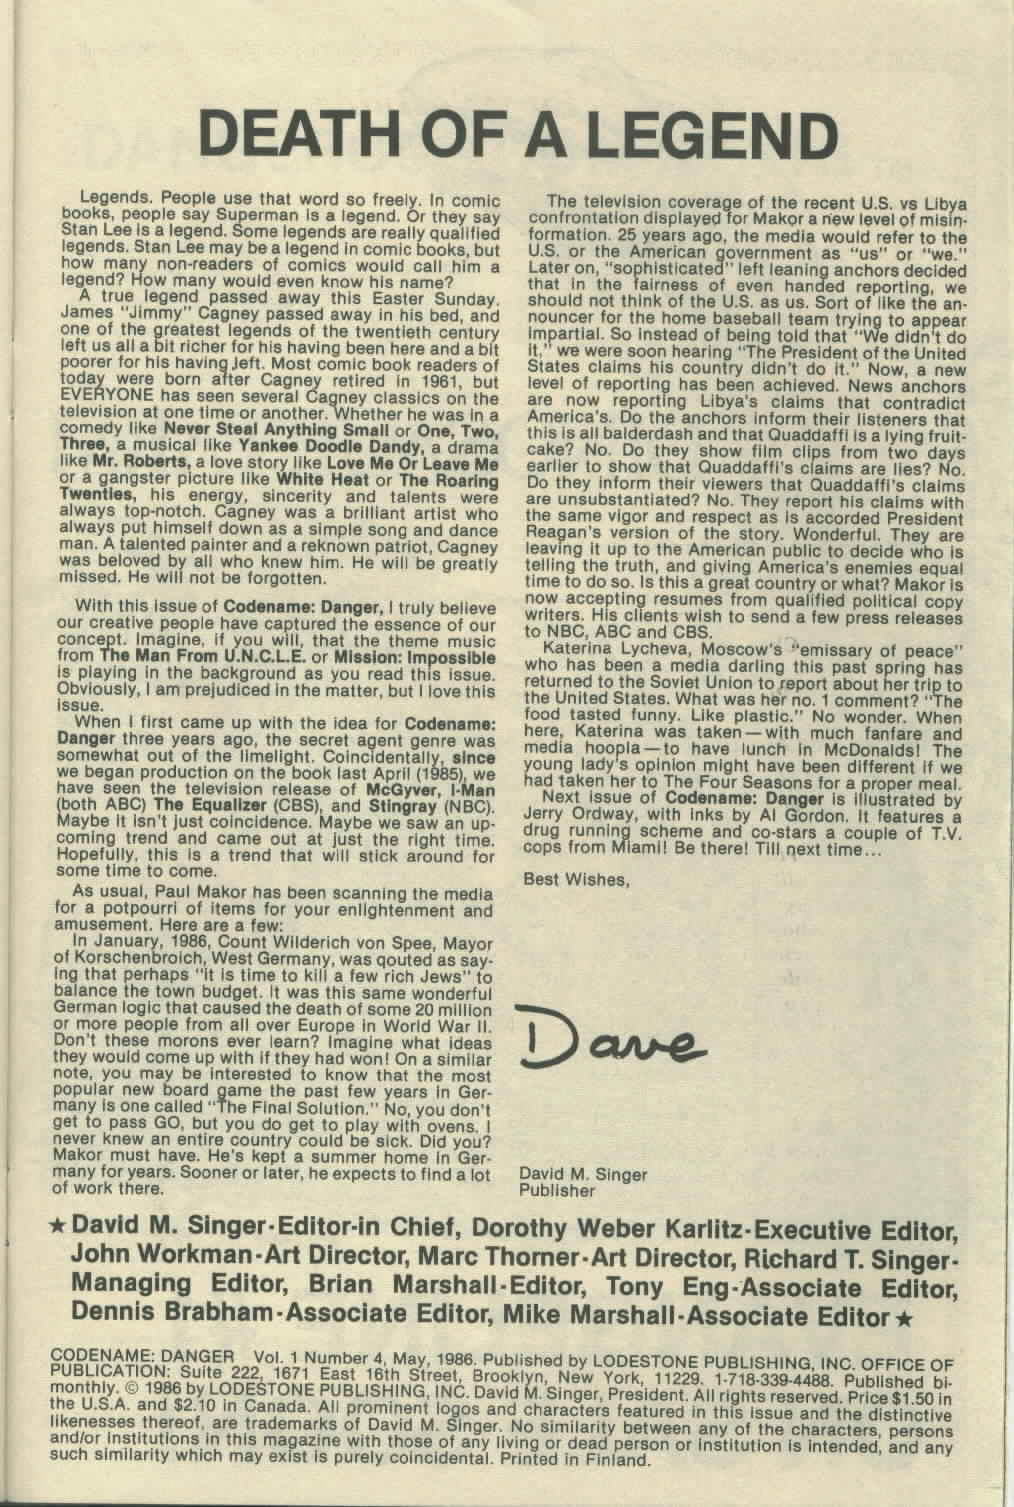 DEATH OF A LEGEND
Legends. People use that word so freely. In comic
books, people say Superman is a legend. Or they say
Stan Lee is a legend. Some legends are really qualified
legends. Stan Lee may be a legend in comic books, but
how many non-readers of comics would call him a
legend? How many would even know his name?
A true legend passed away this Easter Sunday.
James "Jimmy" Cagney passed away in his bed, and
one of the greatest legends of the twentieth century
left us all a bit richer for his having been here and a bit
poorer for his having left. Most comic book readers of
today were born after Cagney retired in 1961, but
EVERYONE has seen several Cagney classics on the
television at one time or another. Whether he was in a
comedy like Never Steal Anything Small or One, Two,
Three, a musical like Yankee Doodle Dandy, a drama
like Mr. Roberts, a love story like Love Me Or Leave Me
or a gangster picture like White Heat or The Roaring
Twenties, his energy, sincerity and talents were
always top-notch. Cagney was a brilliant artist who
always put himself down as a simple song and dance
man. A talented painter and a reknown patriot, Cagney
was beloved by all who knew him. He will be greatly
missed. He will not be forgotten.
With this issue of Codename: Danger, I truly believe
our creative people have captured the essence of our
concept. Imagine, if you will, that the theme music
from The Man From U.N.C.L.E. or Mission: Impossible
is playing in the background as you read this issue.
Obviously, I am prejudiced in the matter, but I love this
issue.
When I first came up with the idea for Codename:
Danger three years ago, the secret agent genre was
somewhat out of the limelight. Coincidentally, since
we began production on the book last April (1985), we
have seen the television release of McGyver, I-Man
(both ABC) The Equalizer (CBS), and Stingray (NBC).
Maybe it isn't just coincidence. Maybe we saw an up-
coming trend and came out at just the right time.
Hopefully, this is a trend that will stick around for
some time to come.
As usual, Paul Makor has been scanning the media
for a potpourri of items for your enlightenment and
amusement. Here are a few:
In January, 1986, Count Wilderich von Spee, Mayor
of Korschenbroich, West Germany, was qouted as say-
ing that perhaps "it is time to kill a few rich Jews" to
balance the town budget. It was this same wonderful
German logic that caused the death of some 20 million
or more people from all over Europe in World War II.
Don't these morons ever learn? Imagine what ideas
they would come up with if they had won! On a similar
note, you may be interested to know that the most
popular new board game the past few years in Ger-
many is one called "The Final Solution." No, you don't
get to pass GO, but you do get to play with ovens. I
never knew an entire country could be sick. Did you?
Makor must have. He's kept a summer home in Ger-
many for years. Sooner or later, he expects to find a lot
of work there.
The television coverage of the recent U.S. vs Libya
confrontation displayed for Makor a new level of misin-
formation. 25 years ago, the media would refer to the
U.S. or the American government as "us" or "we."
Later on, "sophisticated" left leaning anchors decided
that in the fairness of even handed reporting, we
should not think of the U.S. as us. Sort of like the an-
nouncer for the home baseball team trying to appear
impartial. So instead of being told that "We didn't do
it," we were soon hearing "The President of the United
States claims his country didn't do it." Now, a new
level of reporting has been achieved. News anchors
are now reporting Libya's claims that contradict
America's. Do the anchors inform their listeners that
this is all balderdash and that Quaddaffi is a lying fruit-
cake? No. Do they show film clips from two days
earlier to show that Quaddaffi's claims are lies? No.
Do they inform their viewers that Quaddaffi's claims
are unsubstantiated? No. They report his claims with
the same vigor and respect as is accorded President
Reagan's version of the story. Wonderful. They are
leaving it up to the American public to decide who is
telling the truth, and giving America's enemies equal
time to do so. Is this a great country or what? Makor is
now accepting resumes from qualified political copy
writers. His clients wish to send a few press releases
to NBC, ABC and CBS.
Katerina Lycheva, Moscow's "emissary of peace"
who has been a media darling this past spring has
returned to the Soviet Union to report about her trip to
the United States. What was her no. 1 comment? "The
food tasted funny. Like plastic." No wonder. When
here, Katerina was taken—with much fanfare and
media hoopla—to have lunch in McDonalds! The
young lady's opinion might have been different if we
had taken her to The Four Seasons for a proper meal.
Next issue of Codename: Danger is illustrated by
Jerry Ordway, with inks by Al Gordon. It features a
drug running scheme and co-stars a couple of T.V.
cops from Miami! Be there! Till next time...
Best Wishes,
Dave
David M. Singer
Publisher
★ David M. Singer-Editor-in Chief, Dorothy Weber Karlitz-Executive Editor,
John Workman-Art Director, Marc Thorner-Art Director, Richard T. Singer-
Managing Editor, Brian Marshall-Editor, Tony Eng-Associate Editor,
Dennis Brabham-Associate Editor, Mike Marshall-Associate Editor ★
CODENAME: DANGER Vol. 1 Number 4, May, 1986. Published by LODESTONE PUBLISHING, INC. OFFICE OF
PUBLICATION: Suite 222, 1671 East 16th Street, Brooklyn, New York, 11229. 1-718-339-4488. Published bi-
monthly. © 1986 by LODESTONE PUBLISHING, INC. David M. Singer, President. All rights reserved. Price $1.50 in
the U.S.A. and $2.10 in Canada. All prominent logos and characters featured in this issue and the distinctive
likenesses thereof, are trademarks of David M. Singer. No similarity between any of the characters, persons
and/or institutions in this magazine with those of any living or dead person or institution is intended, and any
such similarity which may exist is purely coincidental. Printed in Finland.